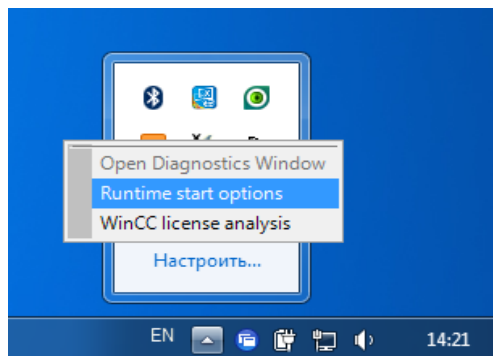 Open Diagnostics Window
Runtime start options
WinCC license analysis
Настроить...
EN
14:21